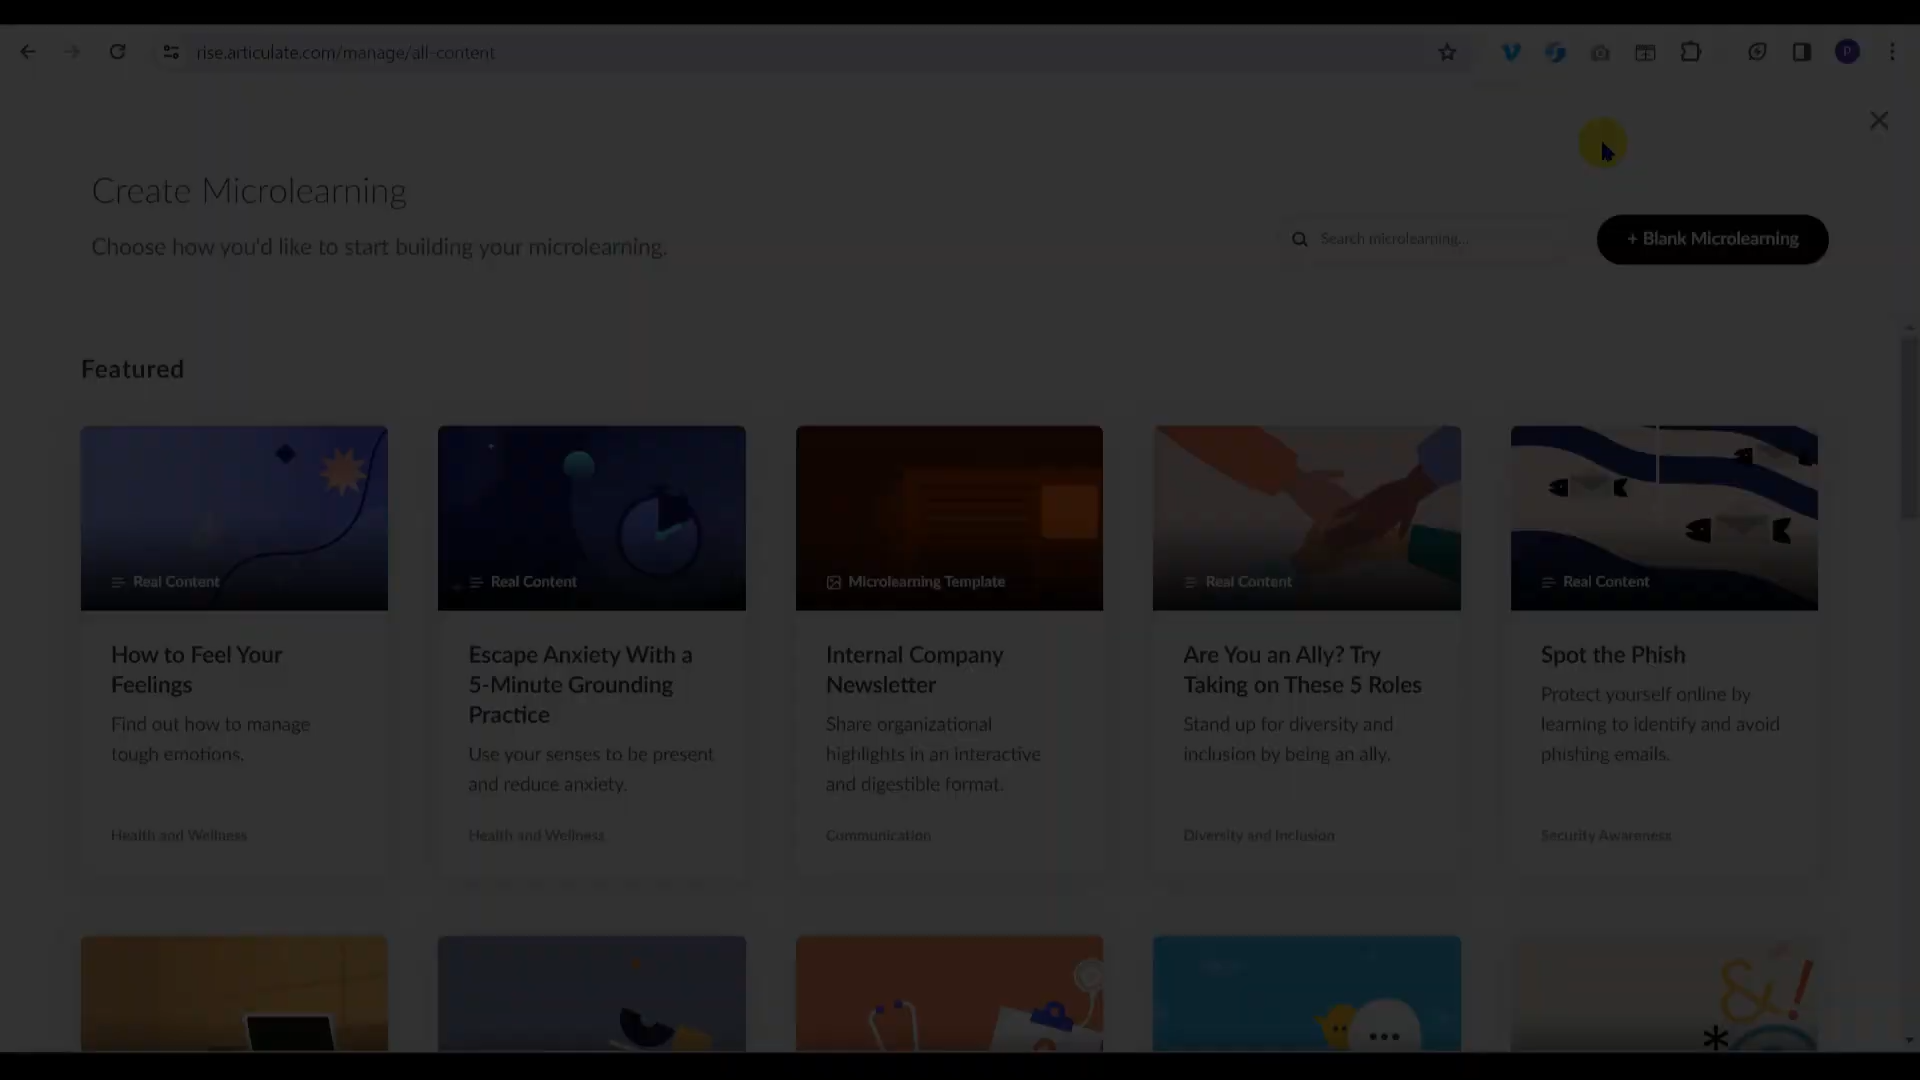 rise.articulate.com/manage/all-content
P
Create Microlearning
Choose how you'd like to start building your microlearning.
Search microlearning...
+ Blank Microlearning
Featured
Real Content
Real Content
Microlearning Template
Real Content
Real Content
How to Feel Your
Feelings
Find out how to manage
tough emotions.
Health and Wellness
Escape Anxiety With a
5-Minute Grounding
Practice
Use your senses to be present
and reduce anxiety.
Health and Wellness
Internal Company
Newsletter
Share organizational
highlights in an interactive
and digestible format.
Communication
Are You an Ally? Try
Taking on These 5 Roles
Stand up for diversity and
inclusion by being an ally.
Diversity and Inclusion
Spot the Phish
Protect yourself online by
learning to identify and avoid
phishing emails.
Security Awareness
&!
*